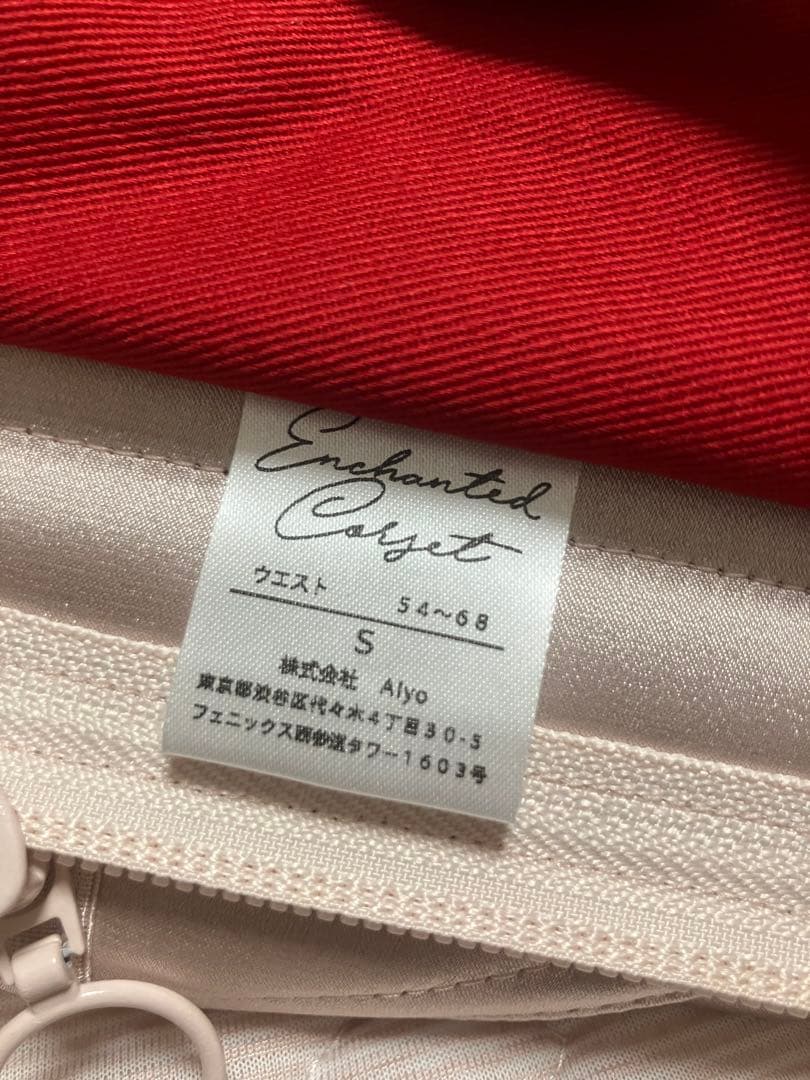 Enchanted
Corset
ウエスト 54～68
S
株式会社 Aiyo
東京都渋谷区代々木4丁目30-5
フェニックス西参道タワー1603号